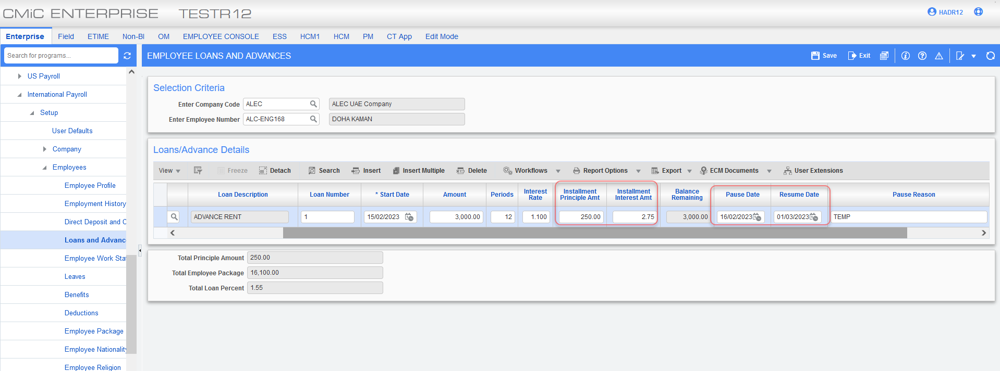 CMiC ENTERPRISE TESTR12
HADR12
Enterprise Field ETIME Non-BI OM EMPLOYEE CONSOLE ESS HCM1 HCM PM CT App Edit Mode
Search for programs...
EMPLOYEE LOANS AND ADVANCES
Save Exit
US Payroll
International Payroll
Setup
User Defaults
Company
Employees
Employee Profile
Employment History
Direct Deposit and C
Loans and Advanc
Employee Work Sta
Leaves
Benefits
Deductions
Employee Package
Employee Nationality
Employee Religion
Selection Criteria
Enter Company Code ALEC ALEC UAE Company
Enter Employee Number ALC-ENG168 DOHA KAMAN
Loans/Advance Details
View Freeze Detach Search Insert Insert Multiple Delete Workflows Report Options Export ECM Documents User Extensions
Loan Description Loan Number * Start Date Amount Periods Interest Rate Installment Principle Amt Installment Interest Amt Balance Remaining Pause Date Resume Date Pause Reason
ADVANCE RENT 1 15/02/2023 3,000.00 12 1.100 250.00 2.75 3,000.00 16/02/2023 01/03/2023 TEMP
Total Principle Amount 250.00
Total Employee Package 16,100.00
Total Loan Percent 1.55